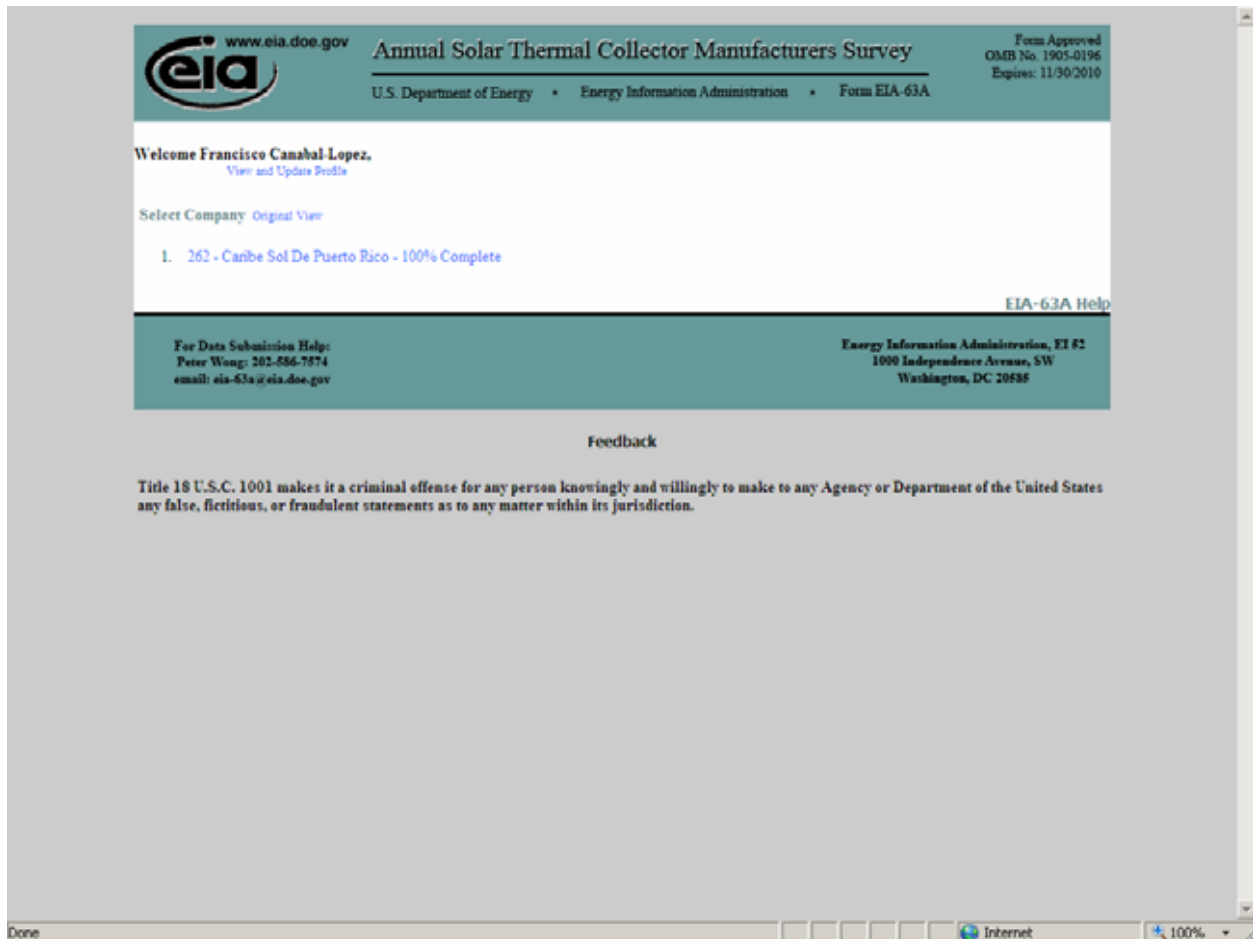 www.eia.doe.gov
eia
Annual Solar Thermal Collector Manufacturers Survey
U.S. Department of Energy • Energy Information Administration • Form EIA-63A
Form Approved
OMB No. 1905-0196
Expires: 11/30/2010
Welcome Francisco Canabal-Lopez,
View and Update Profile
Select Company Original View
1. 262 - Caribe Sol De Puerto Rico - 100% Complete
EIA-63A Help
For Data Submission Help:
Peter Wong: 202-586-7574
email: eia-63a@eia.doe.gov
Energy Information Administration, EI 52
1000 Independence Avenue, SW
Washington, DC 20585
Feedback
Title 18 U.S.C. 1001 makes it a criminal offense for any person knowingly and willingly to make to any Agency or Department of the United States
any false, fictitious, or fraudulent statements as to any matter within its jurisdiction.
Done
Internet
100%